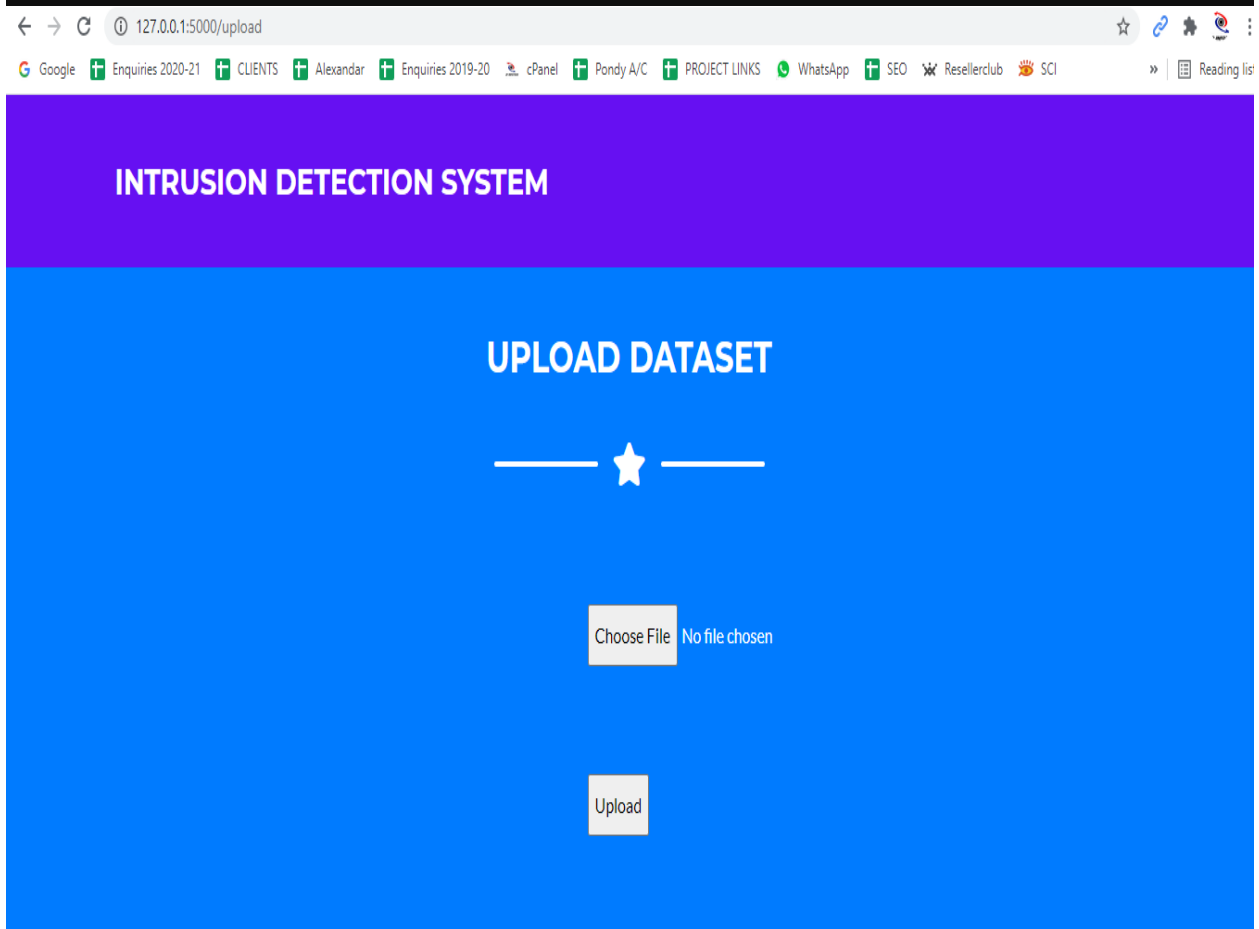 127.0.0.1:5000/upload
Google Enquiries 2020-21 CLIENTS Alexandar Enquiries 2019-20 cPanel Pondy A/C PROJECT LINKS WhatsApp SEO Resellerclub SCI » Reading list
INTRUSION DETECTION SYSTEM
UPLOAD DATASET
Choose File No file chosen
Upload